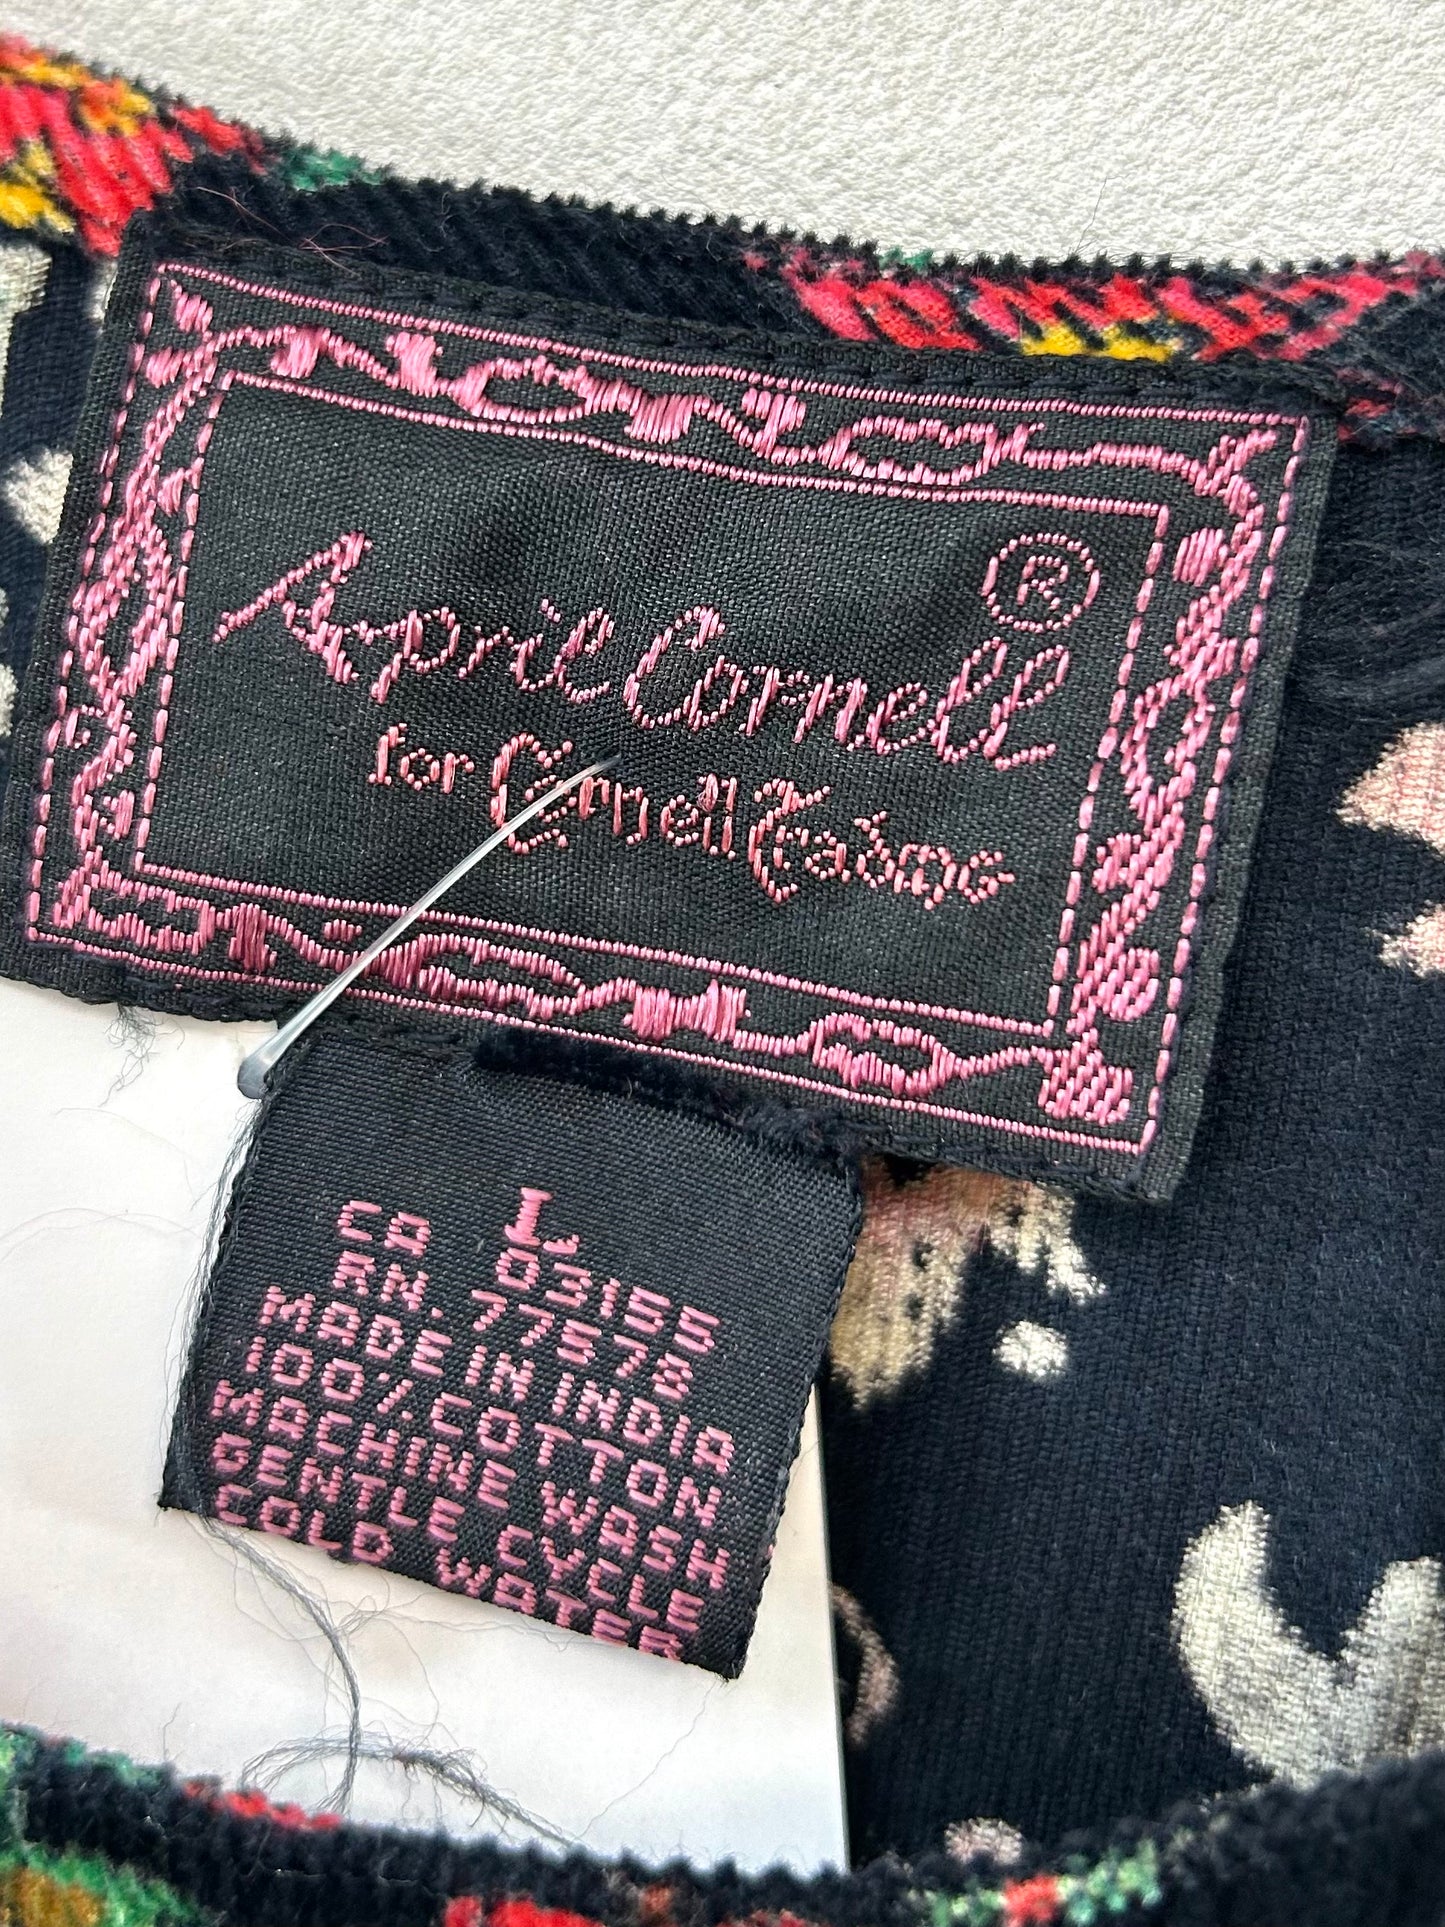 April Cornell ®
for Cornell Trading
L
CA 03155
RN. 77578
MADE IN INDIA
100% COTTON
MACHINE WASH
GENTLE CYCLE
COLD WATER